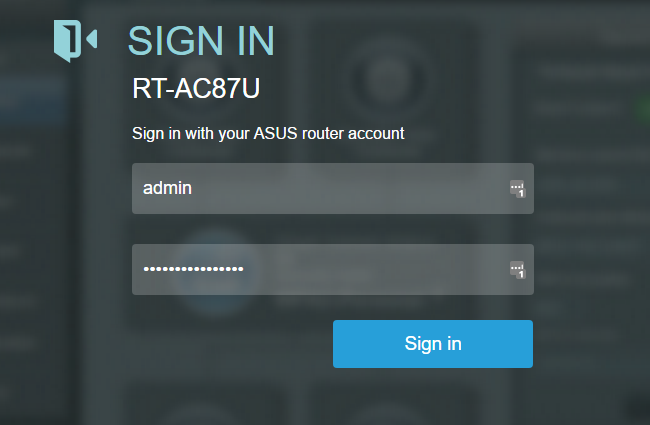 SIGN IN
RT-AC87U
Sign in with your ASUS router account
admin
••••••••••••••••
Sign in